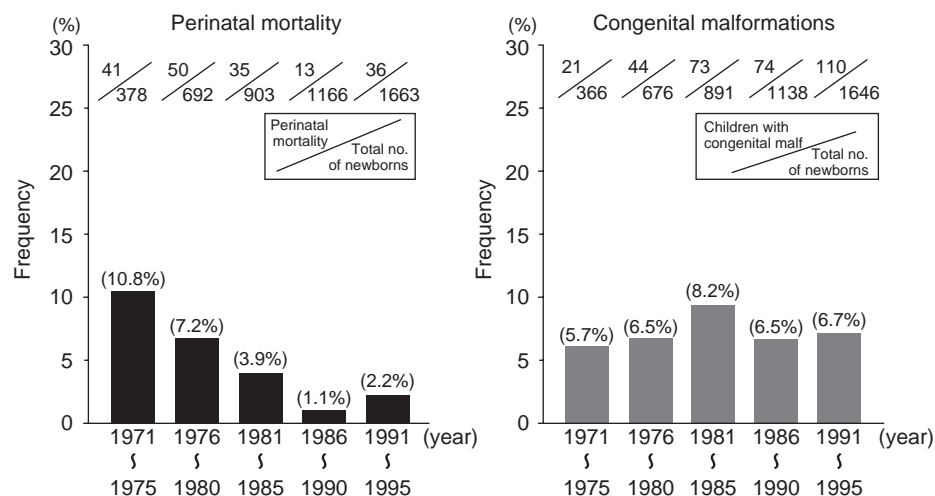 Perinatal mortality
(%)
30
25
20
15
10
5
0
Frequency
41/378 50/692 35/903 13/1166 36/1663
Perinatal
mortality
Total no.
of newborns
(10.8%)
(7.2%)
(3.9%)
(1.1%)
(2.2%)
1971 1976 1981 1986 1991 (year)
1975 1980 1985 1990 1995
Congenital malformations
(%)
30
25
20
15
10
5
0
Frequency
21/366 44/676 73/891 74/1138 110/1646
Children with
congenital malf
Total no.
of newborns
(5.7%)
(6.5%)
(8.2%)
(6.5%)
(6.7%)
1971 1976 1981 1986 1991 (year)
1975 1980 1985 1990 1995